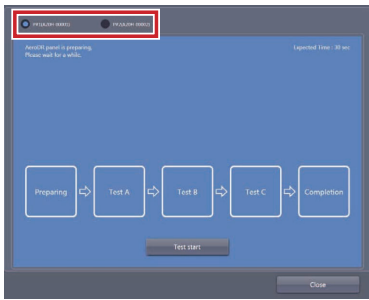 AeroDR panel is preparing.
Please wait for a while.
Expected Time : 30 sec
Preparing
Test A
Test B
Test C
Completion
Test start
Close